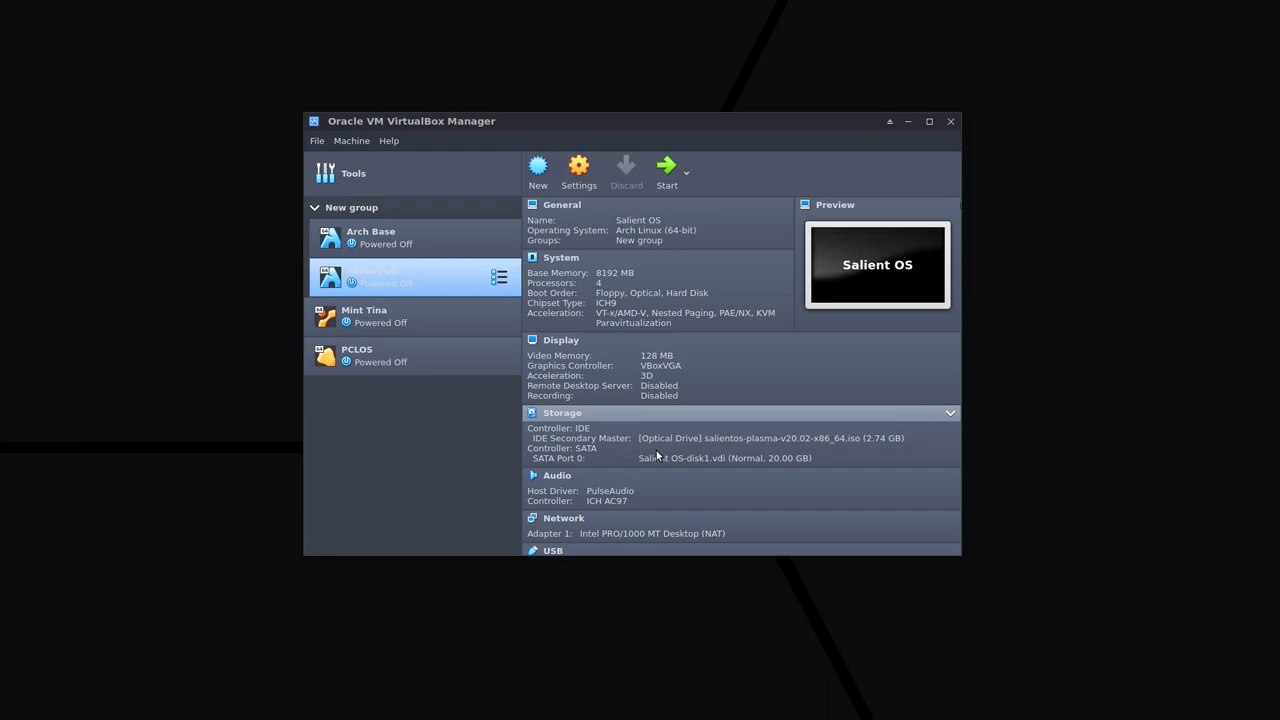 Oracle VM VirtualBox Manager
File Machine Help
Tools
New Settings Discard Start
New group
Arch Base
Powered Off
Powered Off
Mint Tina
Powered Off
PCLOS
Powered Off
General
Name: Salient OS
Operating System: Arch Linux (64-bit)
Groups: New group
System
Base Memory: 8192 MB
Processors: 4
Boot Order: Floppy, Optical, Hard Disk
Chipset Type: ICH9
Acceleration: VT-x/AMD-V, Nested Paging, PAE/NX, KVM
Paravirtualization
Preview
Salient OS
Display
Video Memory: 128 MB
Graphics Controller: VBoxVGA
Acceleration: 3D
Remote Desktop Server: Disabled
Recording: Disabled
Storage
Controller: IDE
IDE Secondary Master: [Optical Drive] salientos-plasma-v20.02-x86_64.iso (2.74 GB)
Controller: SATA
SATA Port 0: Salient OS-disk1.vdi (Normal, 20.00 GB)
Audio
Host Driver: PulseAudio
Controller: ICH AC97
Network
Adapter 1: Intel PRO/1000 MT Desktop (NAT)
USB